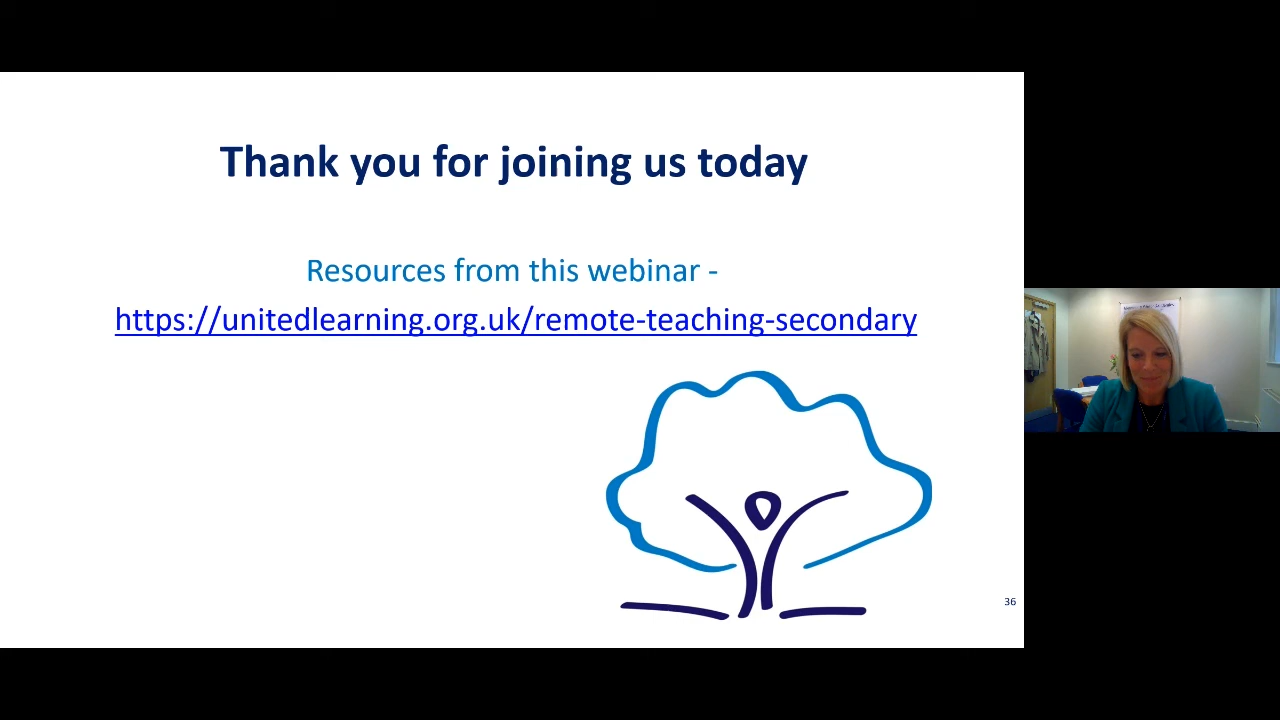 Thank you for joining us today
Resources from this webinar -
https://unitedlearning.org.uk/remote-teaching-secondary
36